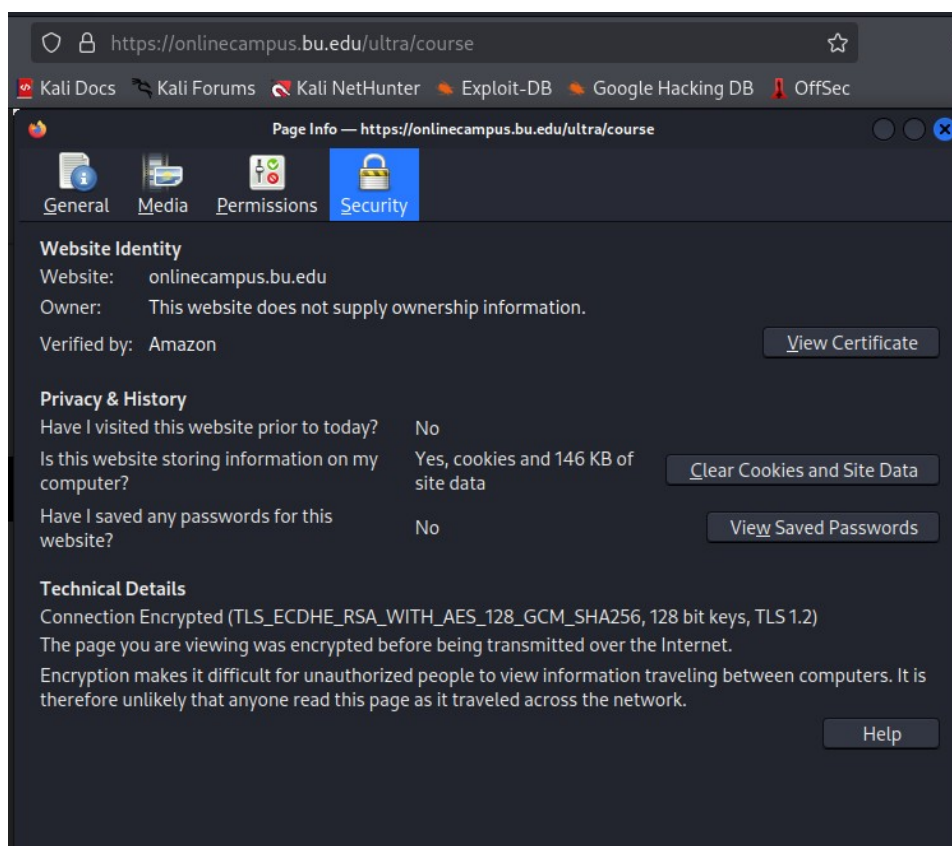 https://onlinecampus.bu.edu/ultra/course
Kali Docs Kali Forums Kali NetHunter Exploit-DB Google Hacking DB OffSec
Page Info — https://onlinecampus.bu.edu/ultra/course
General Media Permissions Security
Website Identity
Website: onlinecampus.bu.edu
Owner: This website does not supply ownership information.
Verified by: Amazon View Certificate
Privacy & History
Have I visited this website prior to today? No
Is this website storing information on my Yes, cookies and 146 KB of
computer? site data Clear Cookies and Site Data
Have I saved any passwords for this
website? No View Saved Passwords
Technical Details
Connection Encrypted (TLS_ECDHE_RSA_WITH_AES_128_GCM_SHA256, 128 bit keys, TLS 1.2)
The page you are viewing was encrypted before being transmitted over the Internet.
Encryption makes it difficult for unauthorized people to view information traveling between computers. It is
therefore unlikely that anyone read this page as it traveled across the network.
Help